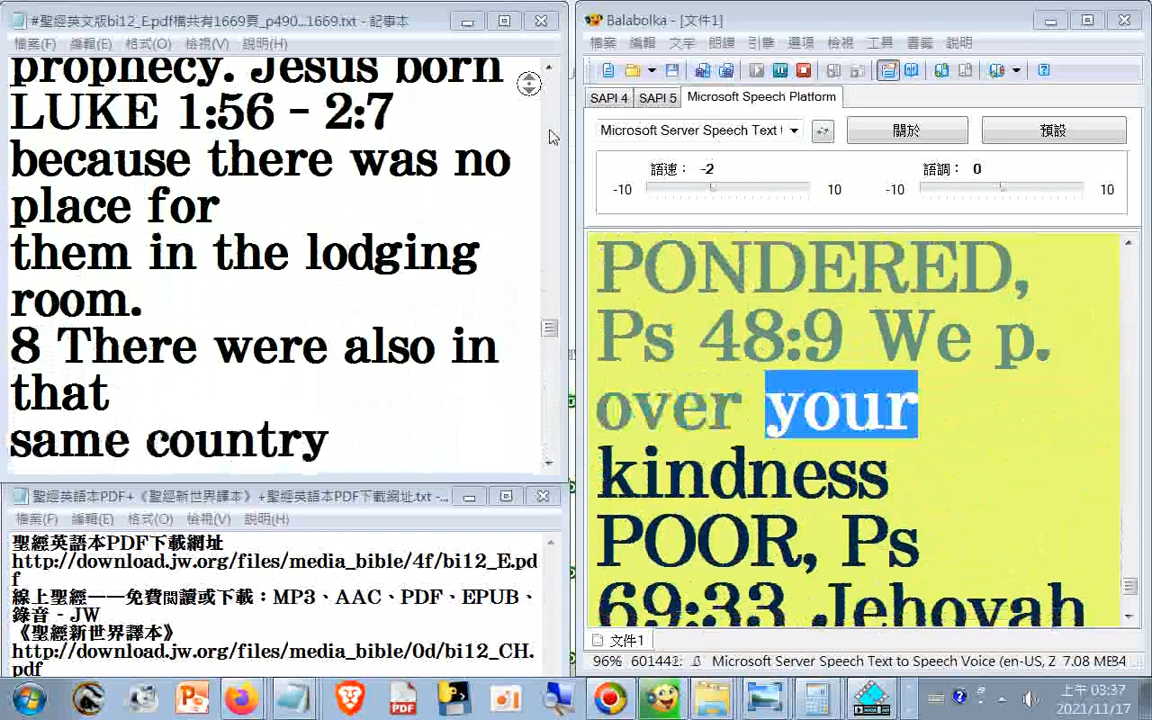 #聖經英文版bi12_E.pdf檔共有1669頁_p490...1669.txt - 記事本
檔案(F) 編輯(E) 格式(O) 檢視(V) 說明(H)
prophecy. Jesus born
LUKE 1:56 - 2:7
because there was no
place for
them in the lodging
room.
8 There were also in
that
same country
聖經英語本PDF+《聖經新世界譯本》+聖經英語本PDF下載網址.txt - ...
檔案(F) 編輯(E) 格式(O) 檢視(V) 說明(H)
聖經英語本PDF下載網址
http://download.jw.org/files/media_bible/4f/bi12_E.pd
f
線上聖經——免費閱讀或下載：MP3、AAC、PDF、EPUB、
錄音 - JW
《聖經新世界譯本》
http://download.jw.org/files/media_bible/0d/bi12_CH.
pdf
Balabolka - [文件1]
檔案 編輯 文字 朗讀 引擎 選項 檢視 工具 書籤 說明
SAPI 4 SAPI 5 Microsoft Speech Platform
Microsoft Server Speech Text 關於 預設
語速： -2 語調： 0
-10 10 -10 10
PONDERED,
Ps 48:9 We p.
over your
kindness
POOR, Ps
69:33 Jehovah
文件1
96% Microsoft Server Speech Text to Speech Voice (en-US, Z 7.08 MB
上午 03:37
2021/11/17